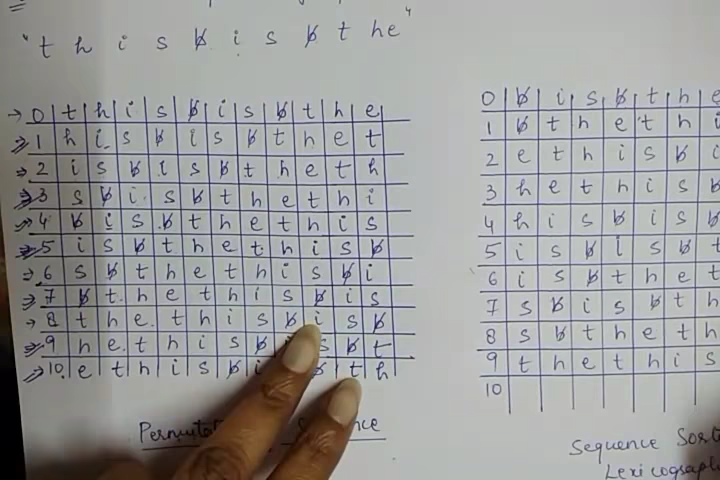 "t h i s ƀ i s ƀ t he"
→ 0 t h i s ƀ i s ƀ t h e
⇒ 1 h i s ƀ i s ƀ t h e t
→ 2 i s ƀ i s ƀ t h e t h
⇒ 3 s ƀ i s ƀ t h e t h i
→ 4 ƀ i s ƀ t h e t h i s
⇒ 5 i s ƀ t h e t h i s ƀ
→ 6 s ƀ t h e t h i s ƀ i
⇒ 7 ƀ t h e t h i s ƀ i s
→ 8 t h e t h i s ƀ i s ƀ
⇒ 9 h e t h i s ƀ i s ƀ t
⇒ 10 e t h i s ƀ i ƀ t h
0 ƀ i s ƀ t h e
1 ƀ t h e t h i
2 e t h i s ƀ i
3 h e t h i s ƀ
4 h i s ƀ i s ƀ
5 i s ƀ i s ƀ t
6 i s ƀ t h e t
7 s ƀ i s ƀ t h
8 s ƀ t h e t h
9 t h e t h i s
10
Sequence Sort
Lexicograph